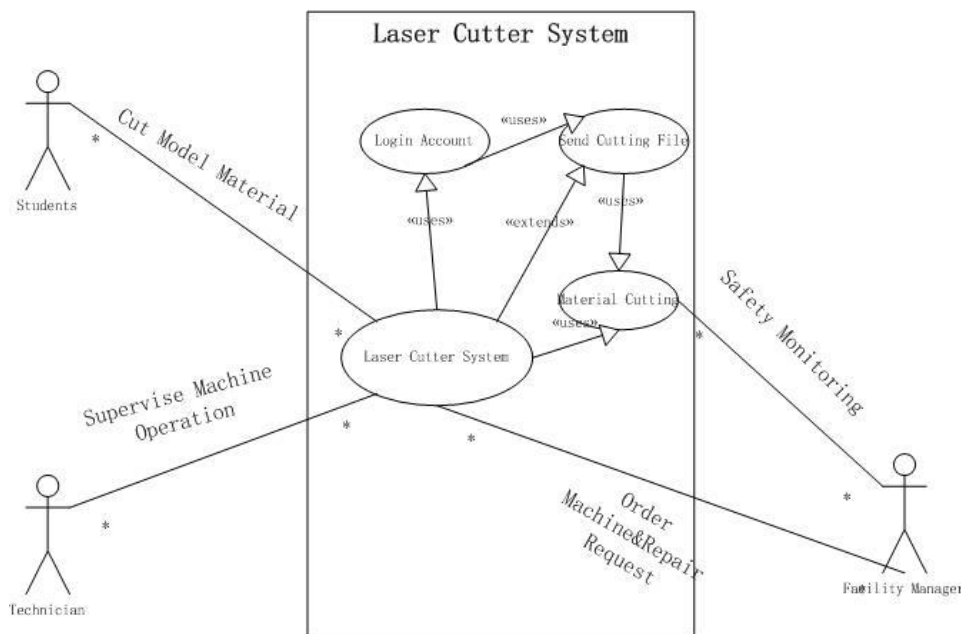 Laser Cutter System
«uses»
Login Account
Send Cutting File
Cut Model Material
*
Students
«uses»
«extends»
«uses»
Material Cutting
«uses»
*
Laser Cutter System
*
Safety Monitoring
Supervise Machine
Operation
*
*
*
*
Order
Machine&Repair
Request
*
Technician
Facility Manager